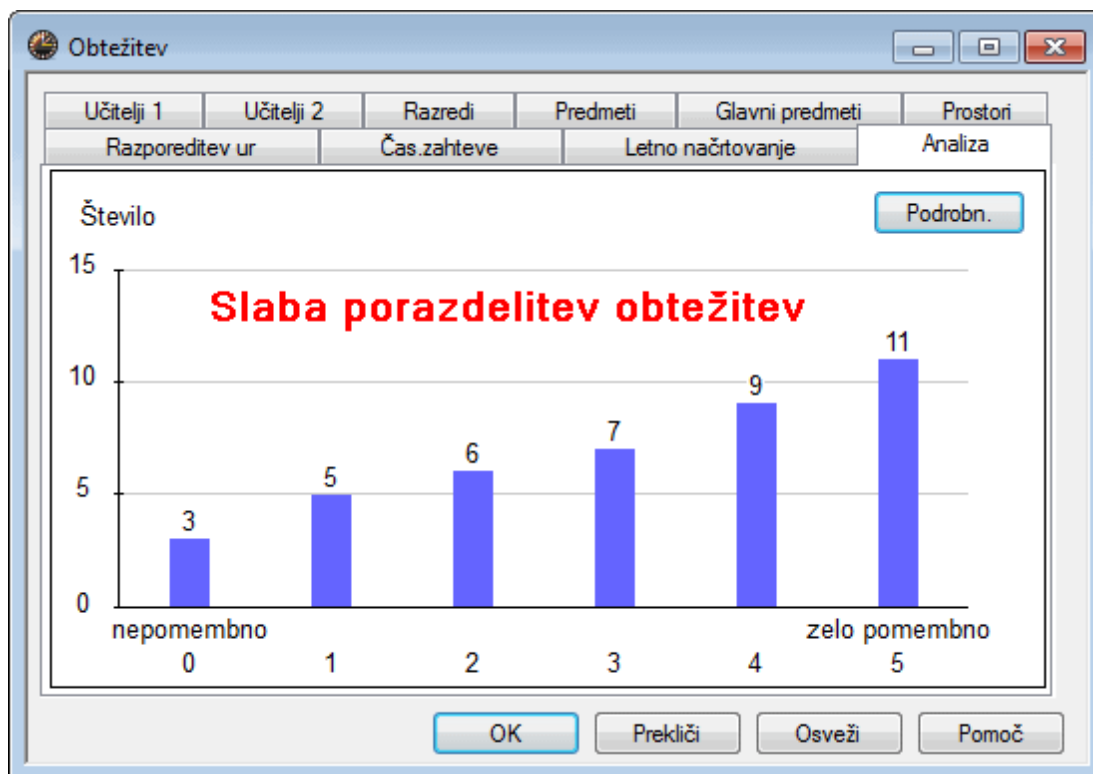 Obtežitev
Učitelji 1 Učitelji 2 Razredi Predmeti Glavni predmeti Prostori
Razporeditev ur Čas.zahteve Letno načrtovanje Analiza
Število Podrobn.
15
Slaba porazdelitev obtežitev
11
10
9
7
6
5
5
3
0
nepomembno zelo pomembno
0 1 2 3 4 5
OK Prekliči Osveži Pomoč